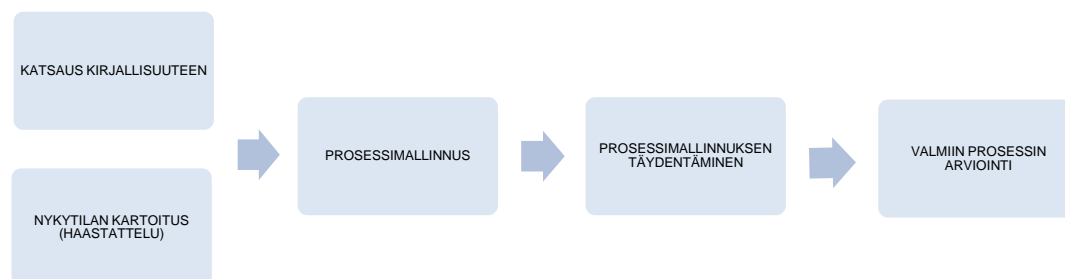 KATSAUS KIRJALLISUUTEEN
NYKYTILAN KARTOITUS
(HAASTATTELU)
PROSESSIMALLINNUS
PROSESSIMALLINNUKSEN
TÄYDENTÄMINEN
VALMIIN PROSESSIN
ARVIOINTI